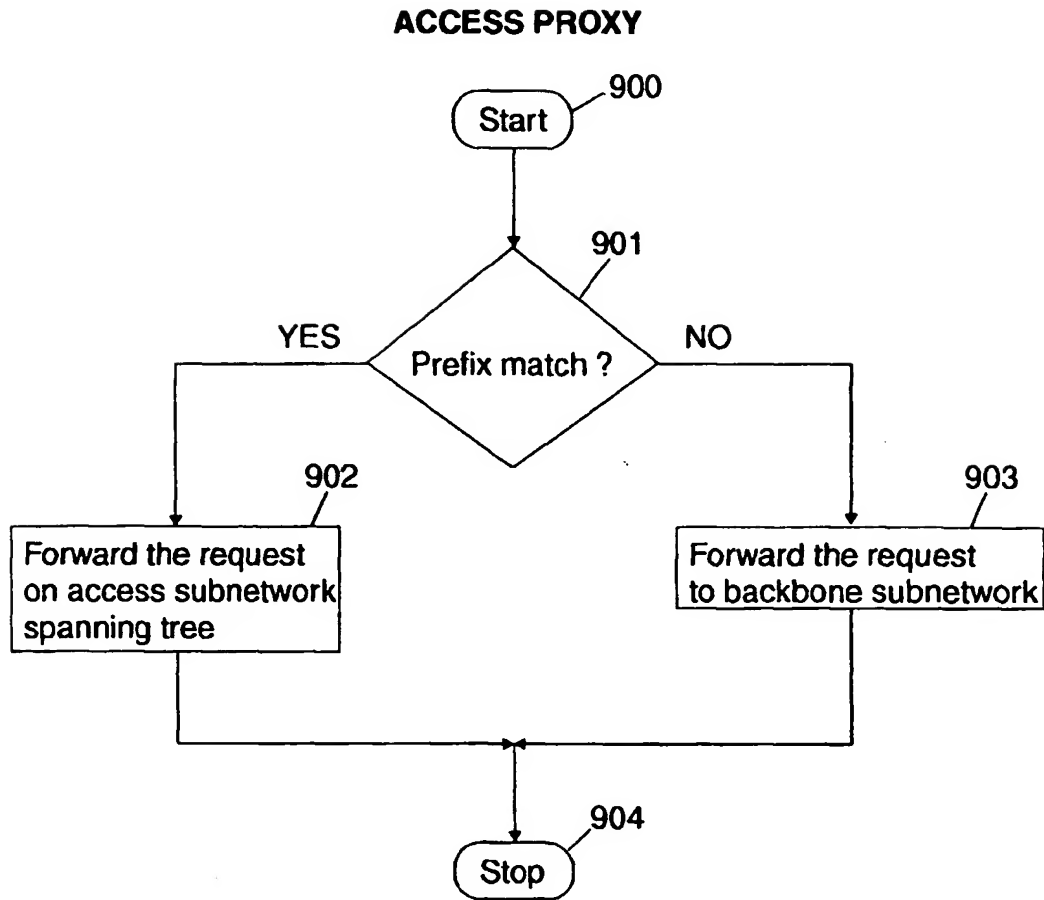 ACCESS PROXY
900
Start
901
YES
NO
Prefix match ?
902
903
Forward the request
on access subnetwork
spanning tree
Forward the request
to backbone subnetwork
904
Stop